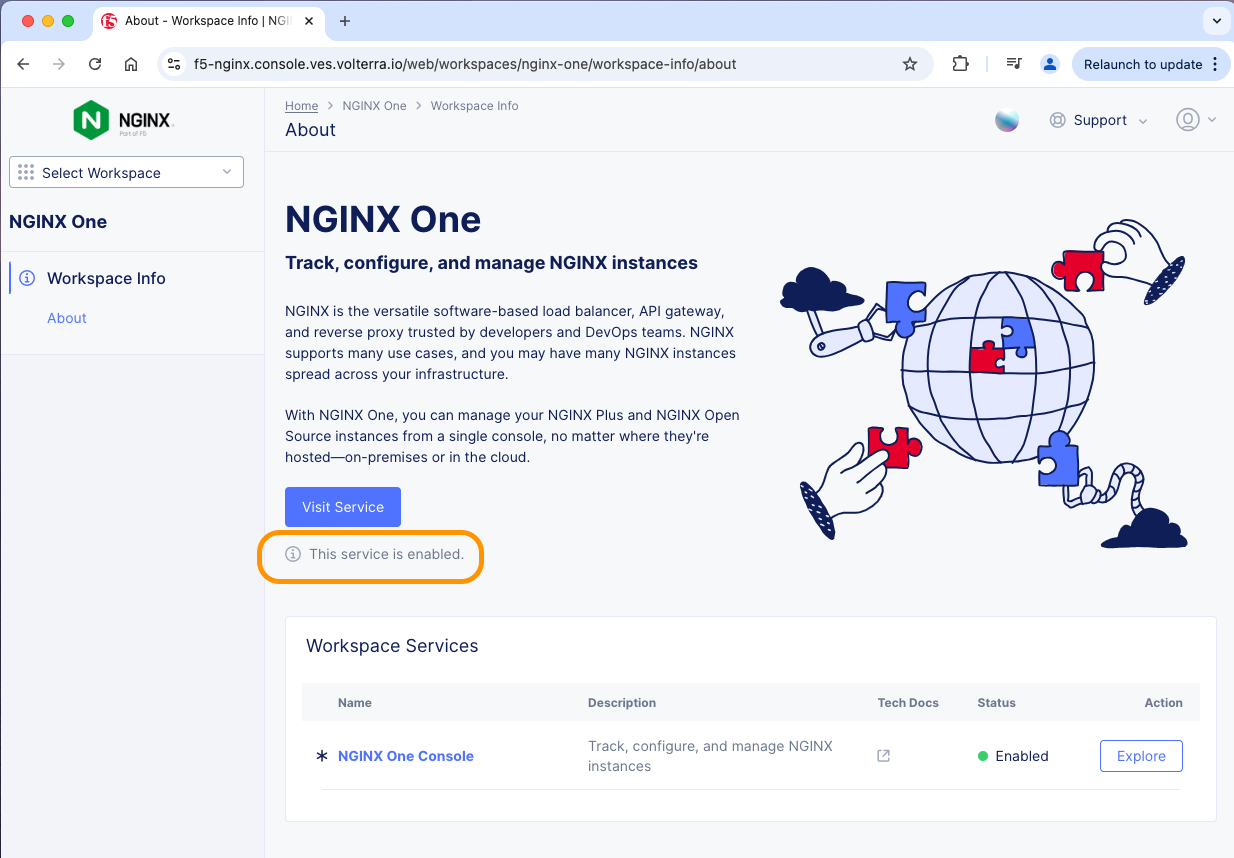 About - Workspace Info | NGI
f5-nginx.console.ves.volterra.io/web/workspaces/nginx-one/workspace-info/about
Relaunch to update
NGINX
Part of F5
Select Workspace
NGINX One
Workspace Info
About
Home > NGINX One > Workspace Info
About
Support
NGINX One
Track, configure, and manage NGINX instances
NGINX is the versatile software-based load balancer, API gateway,
and reverse proxy trusted by developers and DevOps teams. NGINX
supports many use cases, and you may have many NGINX instances
spread across your infrastructure.
With NGINX One, you can manage your NGINX Plus and NGINX Open
Source instances from a single console, no matter where they're
hosted—on-premises or in the cloud.
Visit Service
This service is enabled.
Workspace Services
Name Description Tech Docs Status Action
NGINX One Console Track, configure, and manage NGINX Enabled Explore
instances